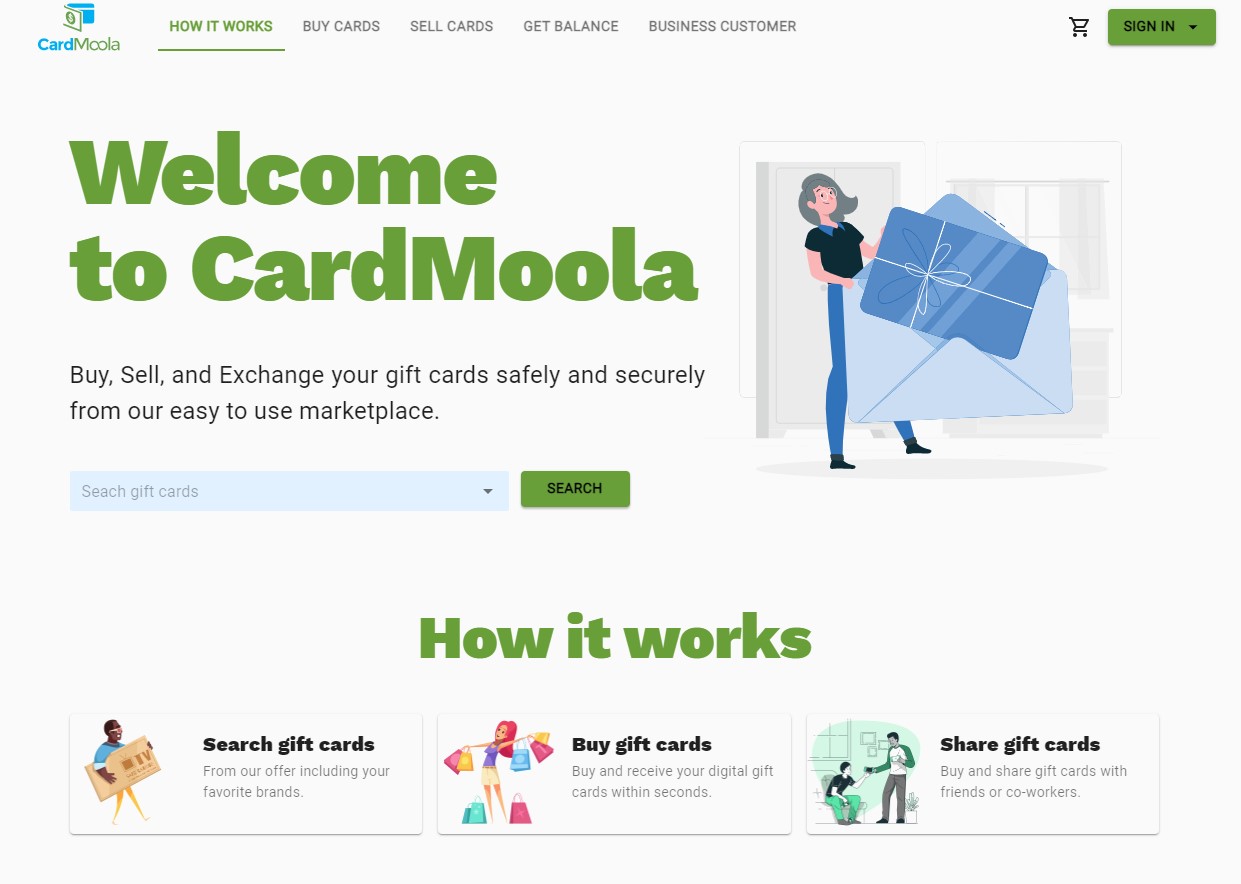 CardMoola
HOW IT WORKS
BUY CARDS
SELL CARDS
GET BALANCE
BUSINESS CUSTOMER
SIGN IN
Welcome
to CardMoola
Buy, Sell, and Exchange your gift cards safely and securely
from our easy to use marketplace.
Seach gift cards
SEARCH
How it works
TV
Search gift cards
From our offer including your
favorite brands.
Buy gift cards
Buy and receive your digital gift
cards within seconds.
Share gift cards
Buy and share gift cards with
friends or co-workers.